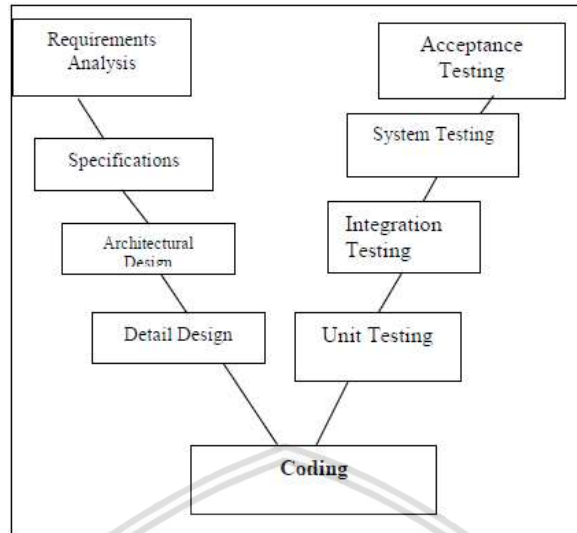 Requirements
Analysis
Acceptance
Testing
Specifications
System Testing
Architectural
Design
Integration
Testing
Detail Design
Unit Testing
Coding